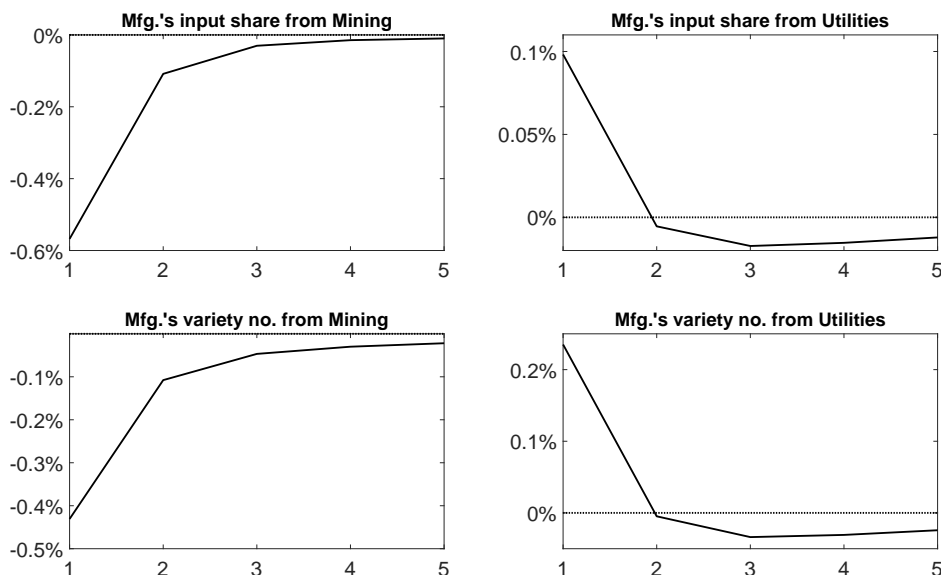 Mfg.'s input share from Mining
0%
-0.2%
-0.4%
-0.6%
1 2 3 4 5
Mfg.'s input share from Utilities
0.1%
0.05%
0%
1 2 3 4 5
Mfg.'s variety no. from Mining
-0.1%
-0.2%
-0.3%
-0.4%
-0.5%
1 2 3 4 5
Mfg.'s variety no. from Utilities
0.2%
0.1%
0%
1 2 3 4 5